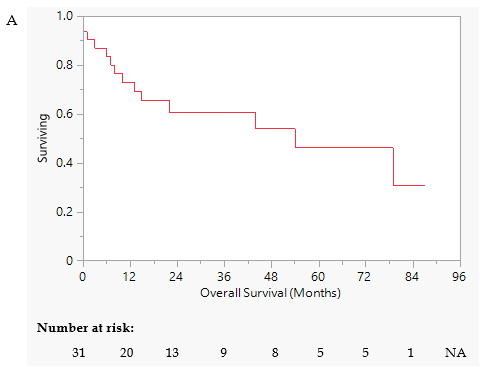 A
1.0
0.8
0.6
0.4
0.2
0
Surviving
0 12 24 36 48 60 72 84 96
Overall Survival (Months)
Number at risk:
31 20 13 9 8 5 5 1 NA